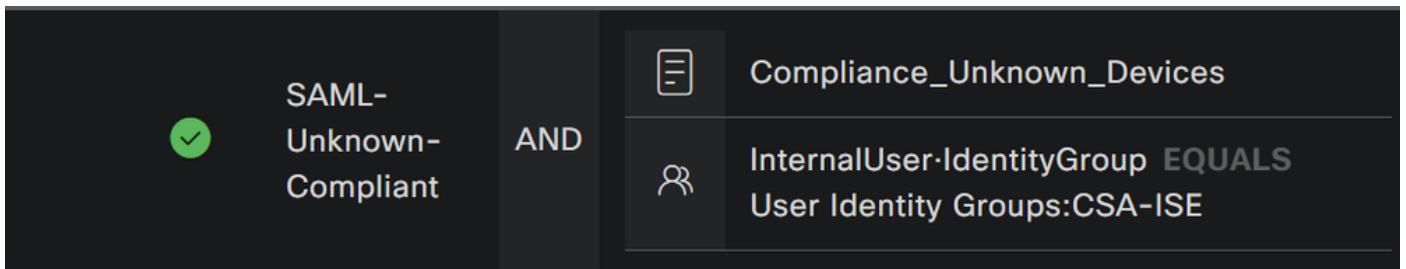 SAML-
Unknown-
Compliant
AND
Compliance_Unknown_Devices
InternalUser·IdentityGroup EQUALS
User Identity Groups:CSA-ISE